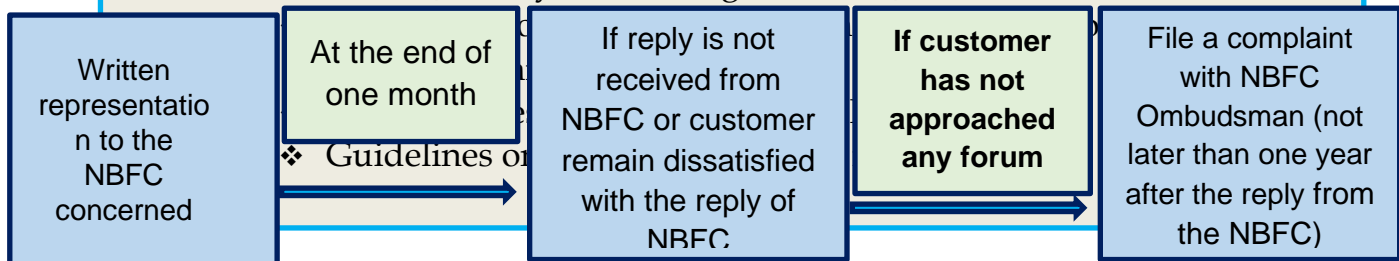 Written
representatio
n to the
NBFC
concerned
At the end of
one month
If reply is not
received from
NBFC or customer
remain dissatisfied
with the reply of
NBFC
If customer
has not
approached
any forum
File a complaint
with NBFC
Ombudsman (not
later than one year
after the reply from
the NBFC)
❖ Guidelines on